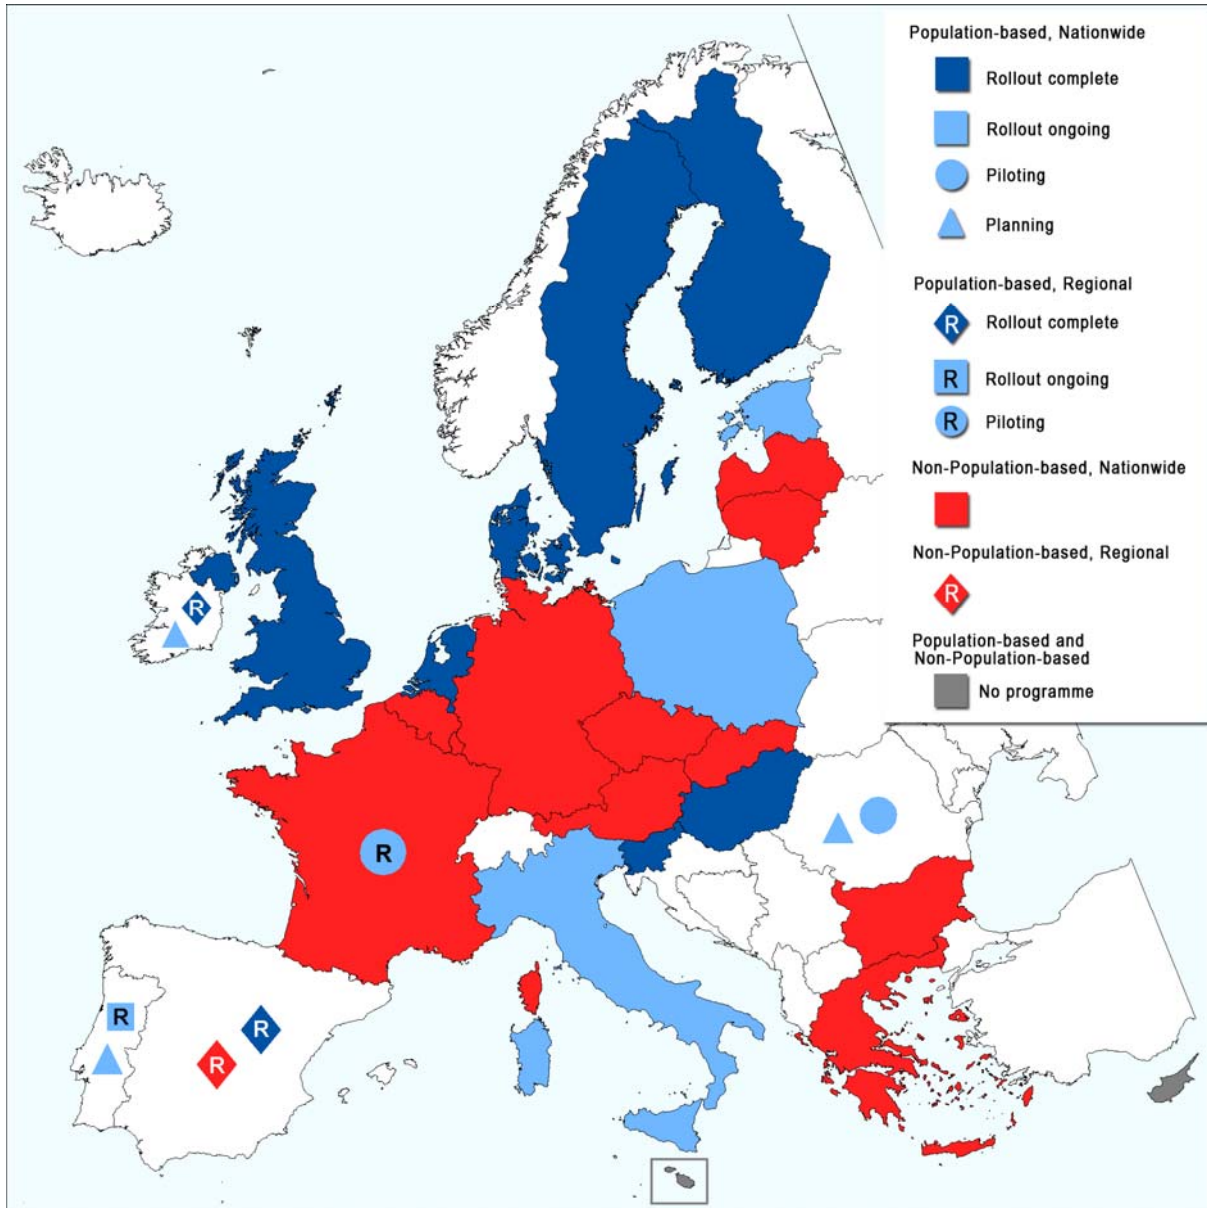 Population-based, Nationwide
Rollout complete
Rollout ongoing
Piloting
Planning
Population-based, Regional
R Rollout complete
R Rollout ongoing
R Piloting
Non-Population-based, Nationwide
Non-Population-based, Regional
R
Population-based and
Non-Population-based
No programme
R
R
R
R
R